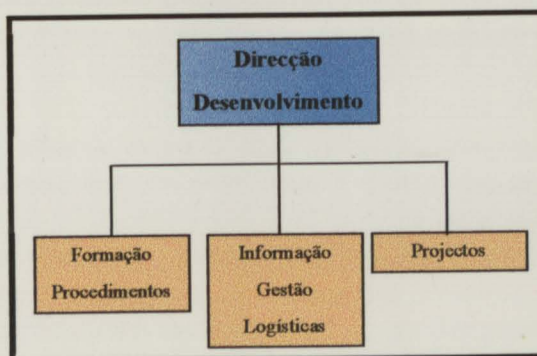 Direcção
Desenvolvimento
Formação
Procedimentos
Informação
Gestão
Logísticas
Projectos